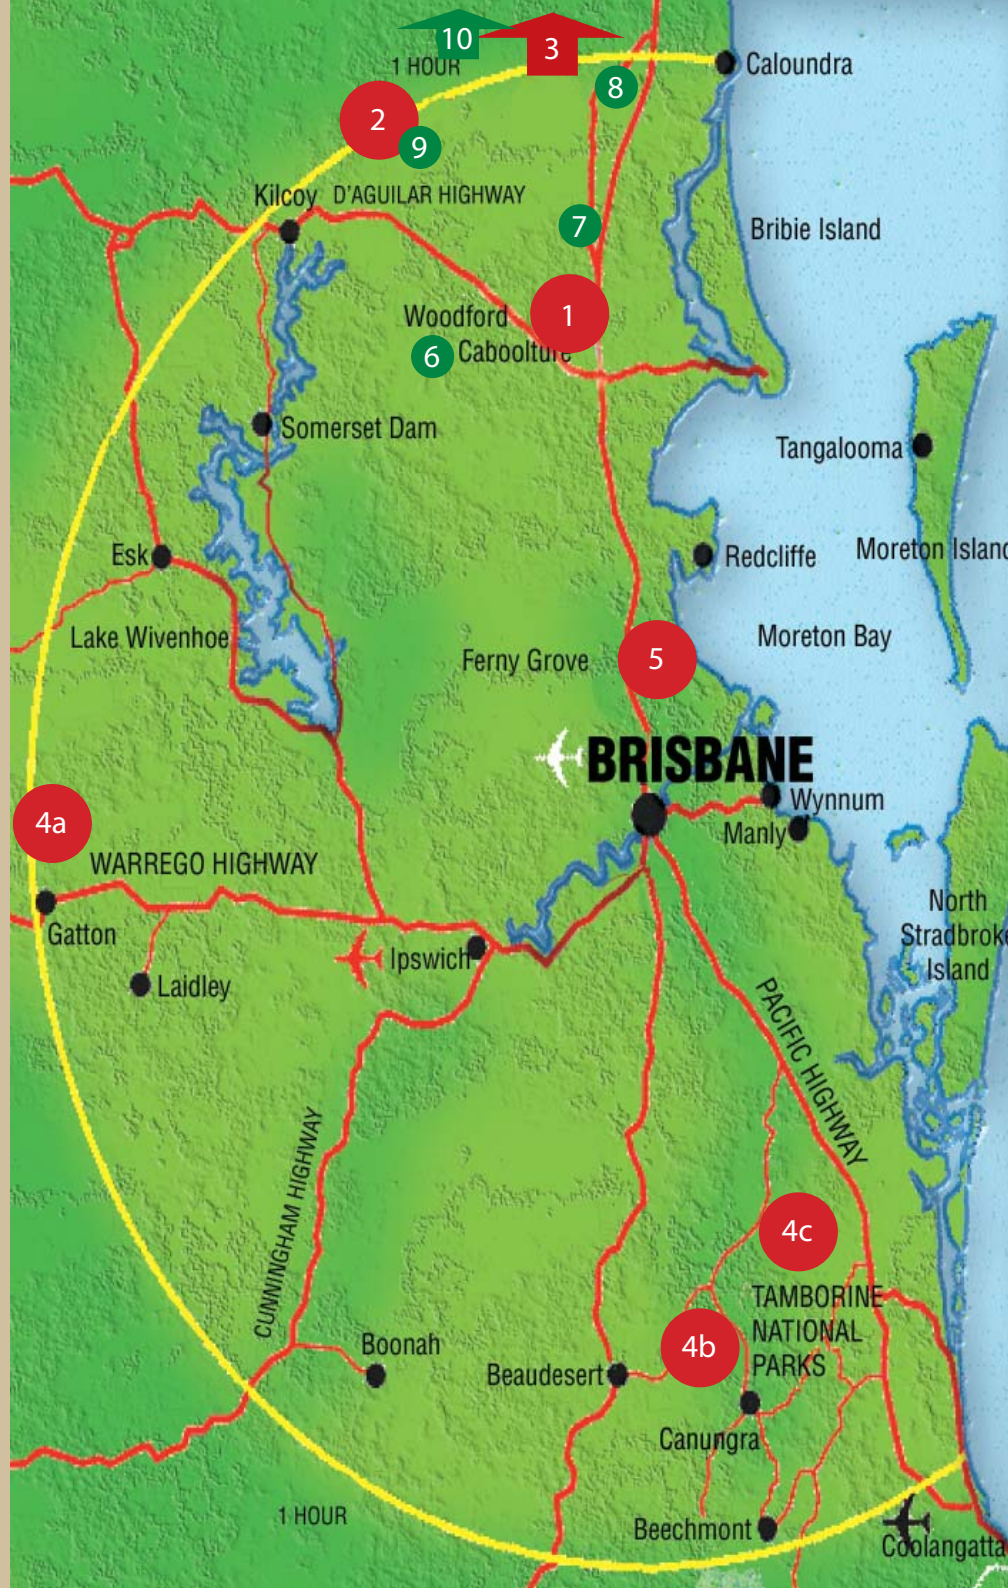 10
3
1 HOUR
Caloundra
8
2
9
Kilcoy
D'AGUILAR HIGHWAY
7
Bribie Island
Woodford
1
6
Caboolture
Somerset Dam
Tangalooma
Esk
Redcliffe
Moreton Island
Lake Wivenhoe
Ferny Grove
5
Moreton Bay
BRISBANE
Wynnum
Manly
4a
WARREGO HIGHWAY
Gatton
Ipswich
Laidley
North
Stradbroke
Island
PACIFIC HIGHWAY
CUNNINGHAM HIGHWAY
4c
TAMBORINE
NATIONAL
PARKS
4b
Boonah
Beaudesert
Canungra
1 HOUR
Beechmont
Coolangatta